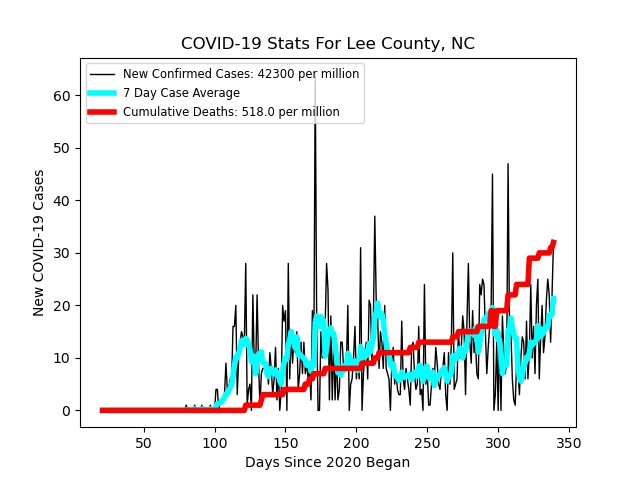 COVID-19 Stats For Lee County, NC
New Confirmed Cases: 42300 per million
7 Day Case Average
Cumulative Deaths: 518.0 per million
New COVID-19 Cases
60
50
40
30
20
10
0
50
100
150
200
250
300
350
Days Since 2020 Began